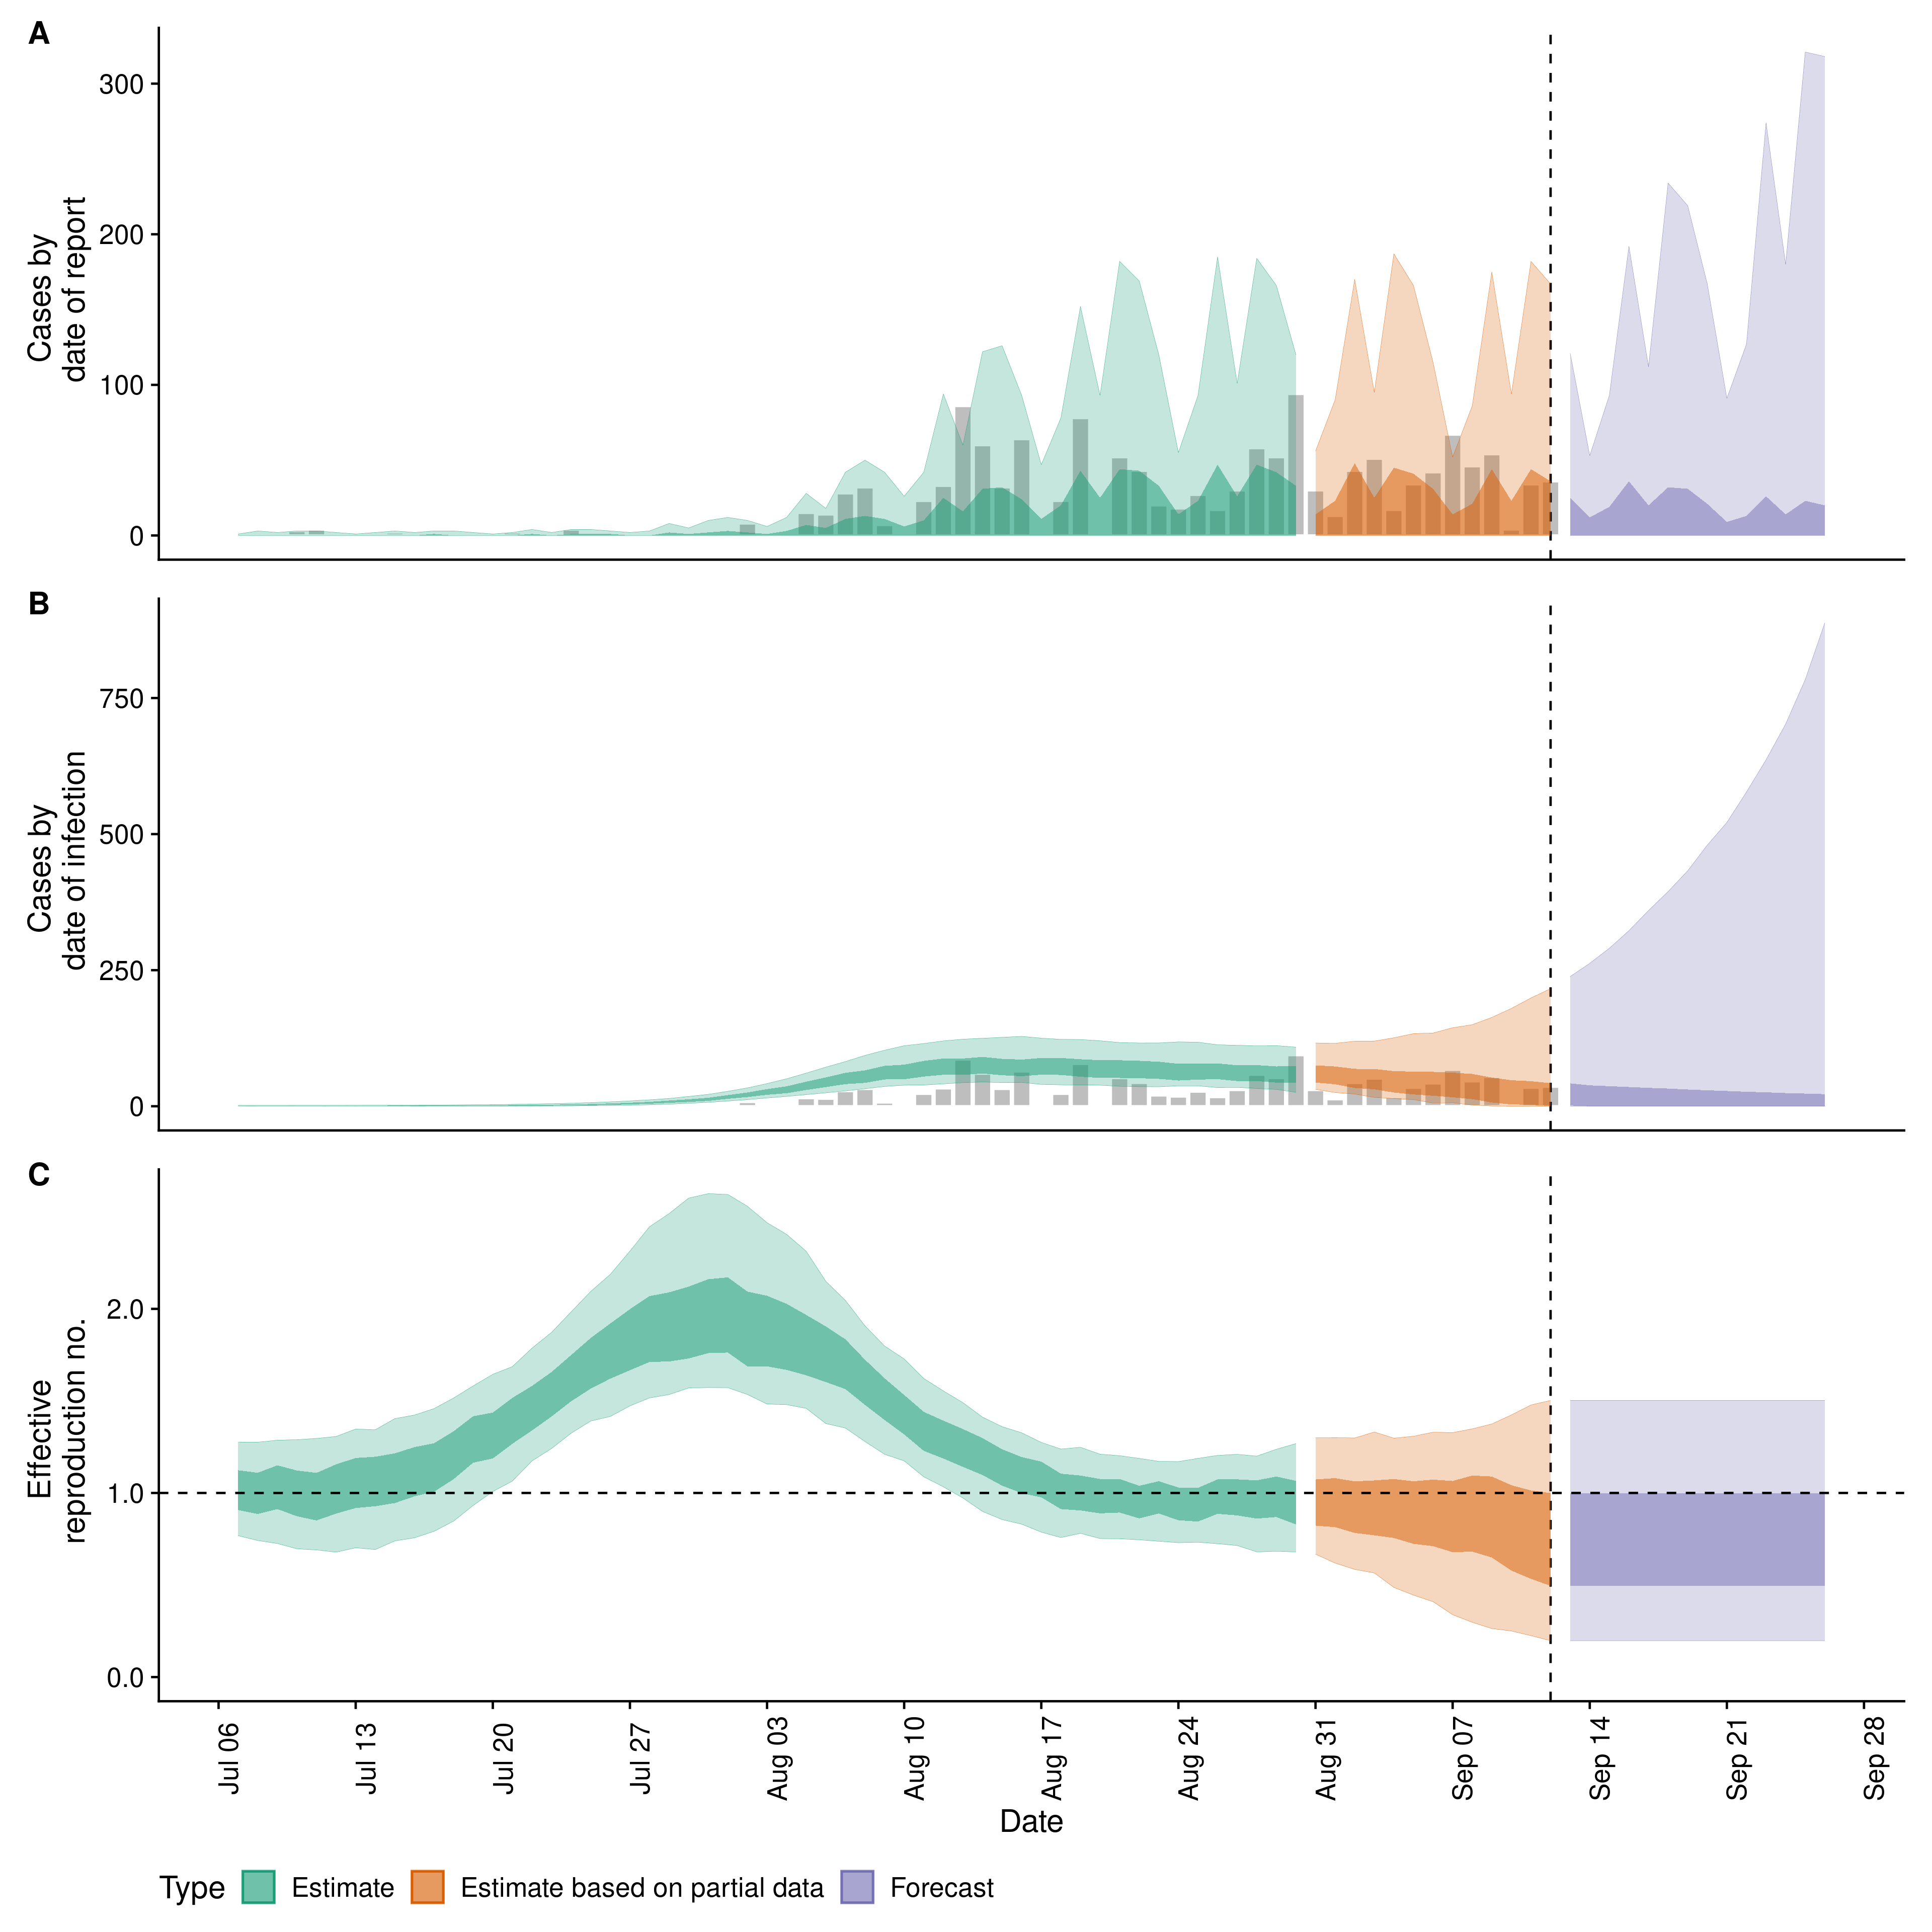 A
Cases by
date of report
300
200
100
0
B
Cases by
date of infection
750
500
250
0
C
Effective
reproduction no.
2.0
1.0
0.0
Jul 06
Jul 13
Jul 20
Jul 27
Aug 03
Aug 10
Aug 17
Aug 24
Aug 31
Sep 07
Sep 14
Sep 21
Sep 28
Date
Type
Estimate
Estimate based on partial data
Forecast